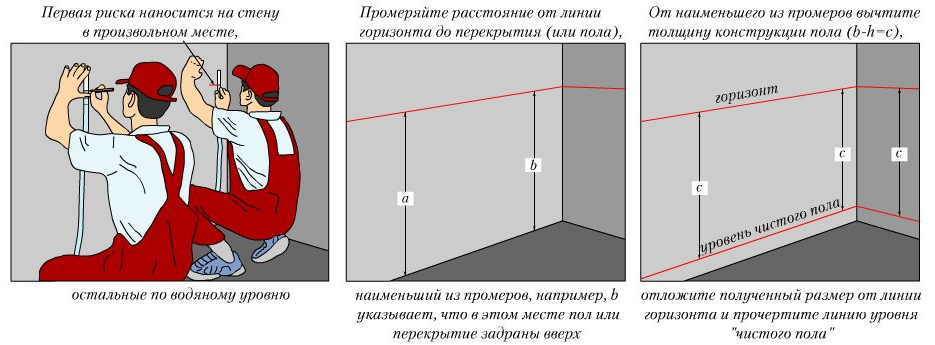 Первая риска наносится на стену
в произвольном месте,
остальные по водяному уровню
Промеряйте расстояние от линии
горизонта до перекрытия (или пола),
a
b
наименьший из промеров, например, b
указывает, что в этом месте пол или
перекрытие задраны вверх
От наименьшего из промеров вычтите
толщину конструкции пола (b-h=c),
горизонт
c
c
c
уровень чистого пола
отложите полученный размер от линии
горизонта и прочертите линию уровня
"чистого пола"